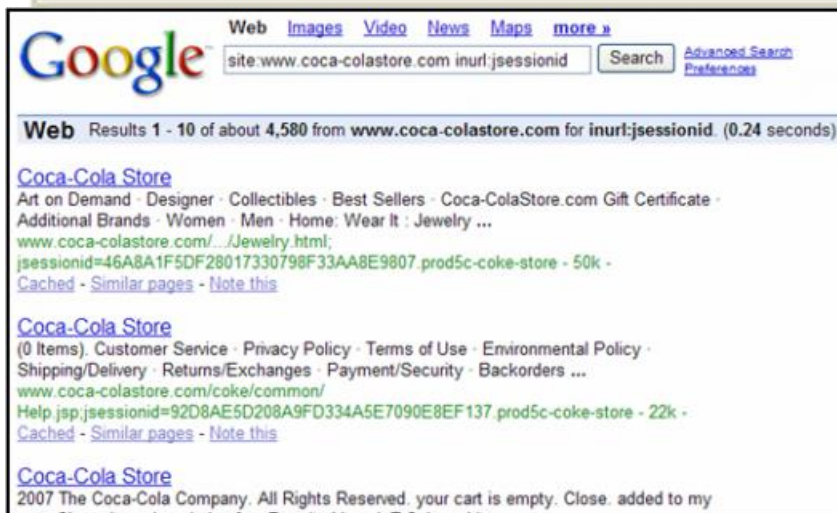 Web Images Video News Maps more »
Google
site:www.coca-colastore.com inurl:jsessionid Search Advanced Search
Preferences
Web Results 1 - 10 of about 4,580 from www.coca-colastore.com for inurl:jsessionid. (0.24 seconds)
Coca-Cola Store
Art on Demand · Designer · Collectibles · Best Sellers · Coca-ColaStore.com Gift Certificate ·
Additional Brands · Women · Men · Home: Wear It : Jewelry ...
www.coca-colastore.com/.../Jewelry.html;
jsessionid=46A8A1F5DF28017330798F33AA8E9807.prod5c-coke-store - 50k -
Cached - Similar pages - Note this
Coca-Cola Store
(0 Items). Customer Service · Privacy Policy · Terms of Use · Environmental Policy ·
Shipping/Delivery · Returns/Exchanges · Payment/Security · Backorders ...
www.coca-colastore.com/coke/common/
Help.jsp;jsessionid=92D8AE5D208A9FD334A5E7090E8EF137.prod5c-coke-store - 22k -
Cached - Similar pages - Note this
Coca-Cola Store
2007 The Coca-Cola Company. All Rights Reserved. your cart is empty. Close. added to my